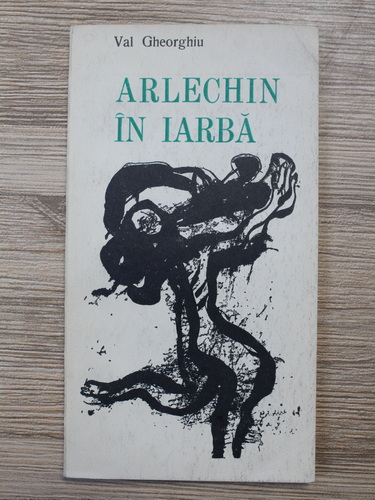 Val Gheorghiu
ARLECHIN
ÎN IARBĂ